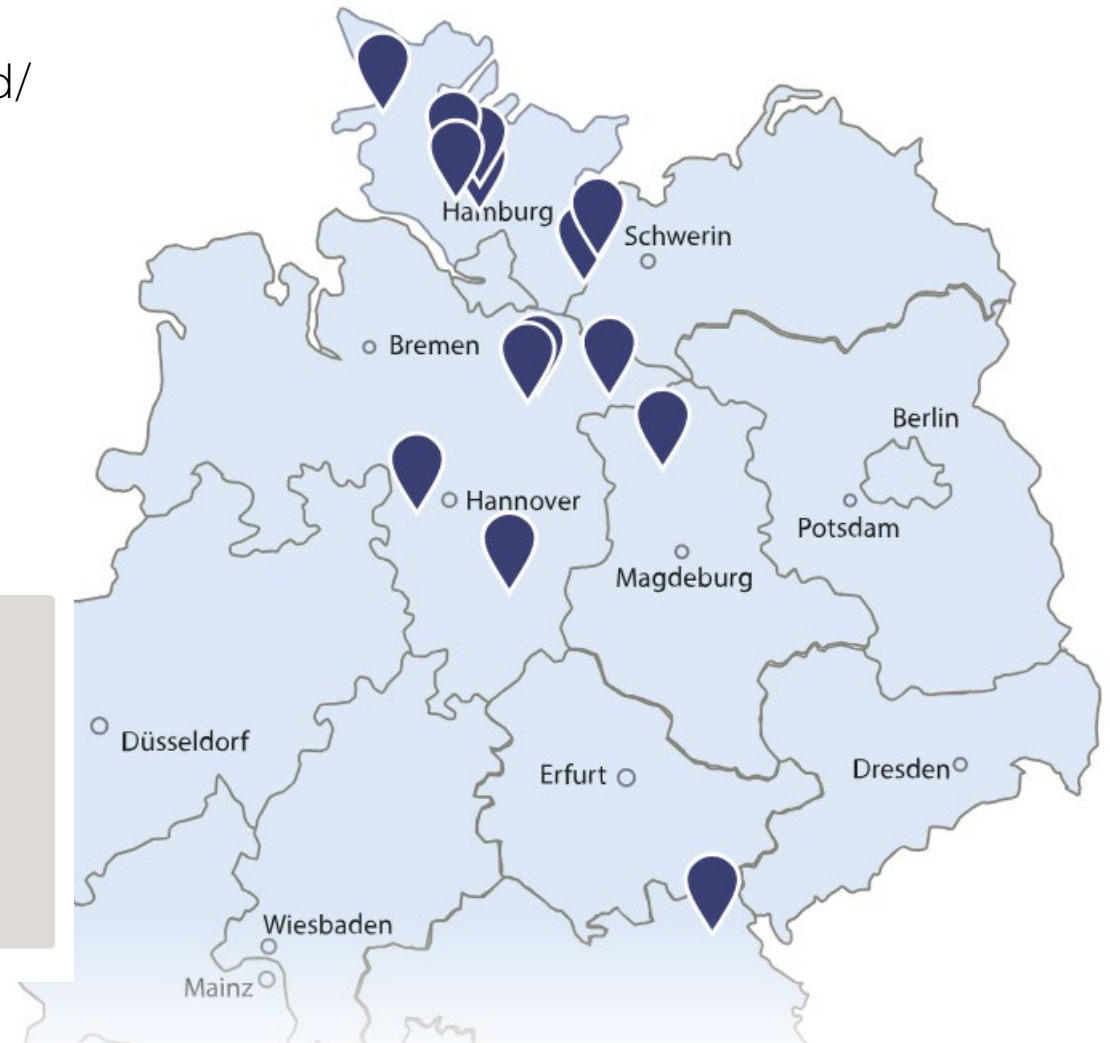 d/
Hamburg
Schwerin
Bremen
Berlin
Hannover
Potsdam
Magdeburg
Düsseldorf
Erfurt
Dresden
Wiesbaden
Mainz